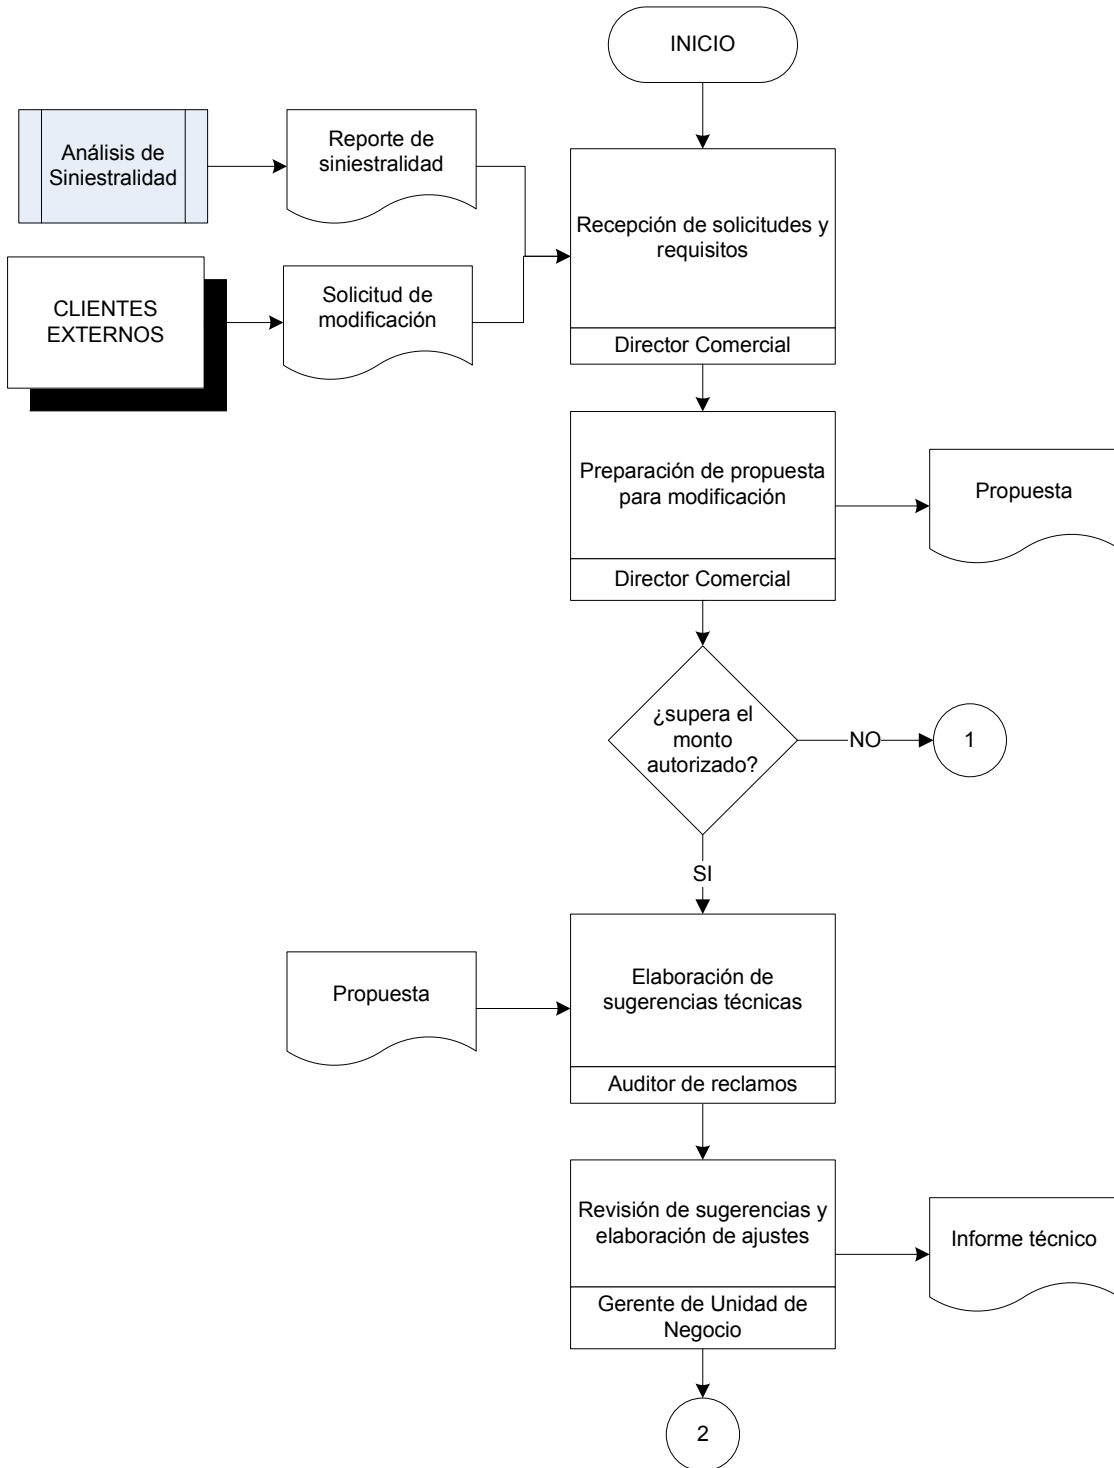 INICIO
Análisis de
Siniestralidad
Reporte de
siniestralidad
Recepción de solicitudes y
requisitos
Director Comercial
CLIENTES
EXTERNOS
Solicitud de
modificación
Preparación de propuesta
para modificación
Director Comercial
Propuesta
¿supera el
monto
autorizado?
NO
1
SI
Propuesta
Elaboración de
sugerencias técnicas
Auditor de reclamos
Revisión de sugerencias y
elaboración de ajustes
Gerente de Unidad de
Negocio
Informe técnico
2